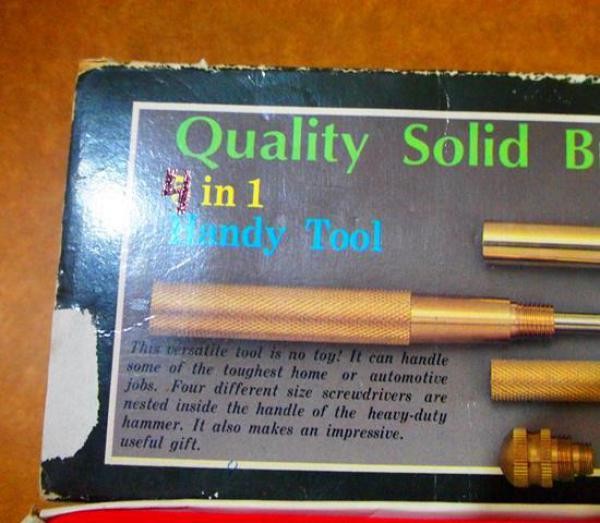 Quality Solid B
4 in 1
Handy Tool
This versatile tool is no toy! It can handle
some of the toughest home or automotive
jobs. Four different size screwdrivers are
nested inside the handle of the heavy-duty
hammer. It also makes an impressive.
useful gift.